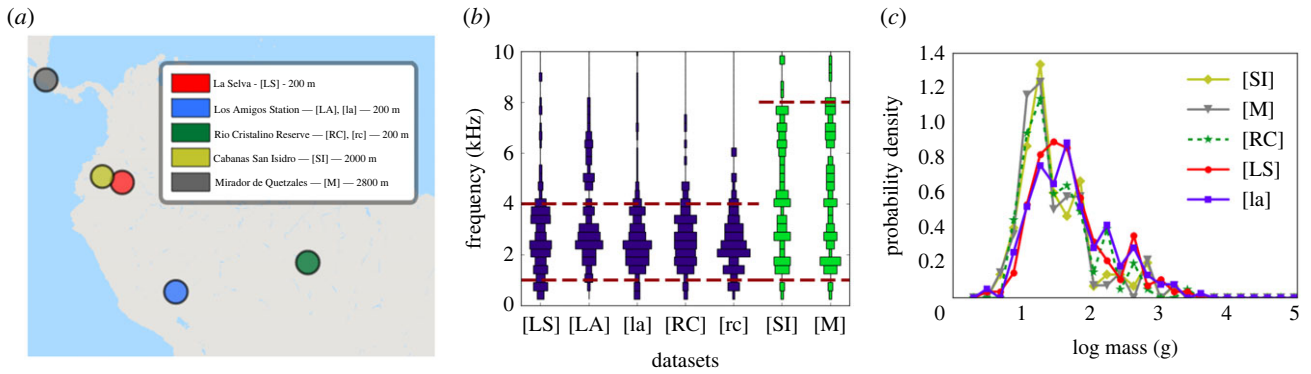 (a)
La Selva - [LS] - 200 m
Los Amigos Station — [LA], [la] — 200 m
Rio Cristalino Reserve — [RC], [rc] — 200 m
Cabanas San Isidro — [SI] — 2000 m
Mirador de Quetzales — [M] — 2800 m
(b)
10
8
6
4
2
0
frequency (kHz)
[LS] [LA] [la] [RC] [rc] [SI] [M]
datasets
(c)
1.4
1.2
1.0
0.8
0.6
0.4
0.2
0
probability density
[SI]
[M]
[RC]
[LS]
[la]
1 2 3 4 5
log mass (g)